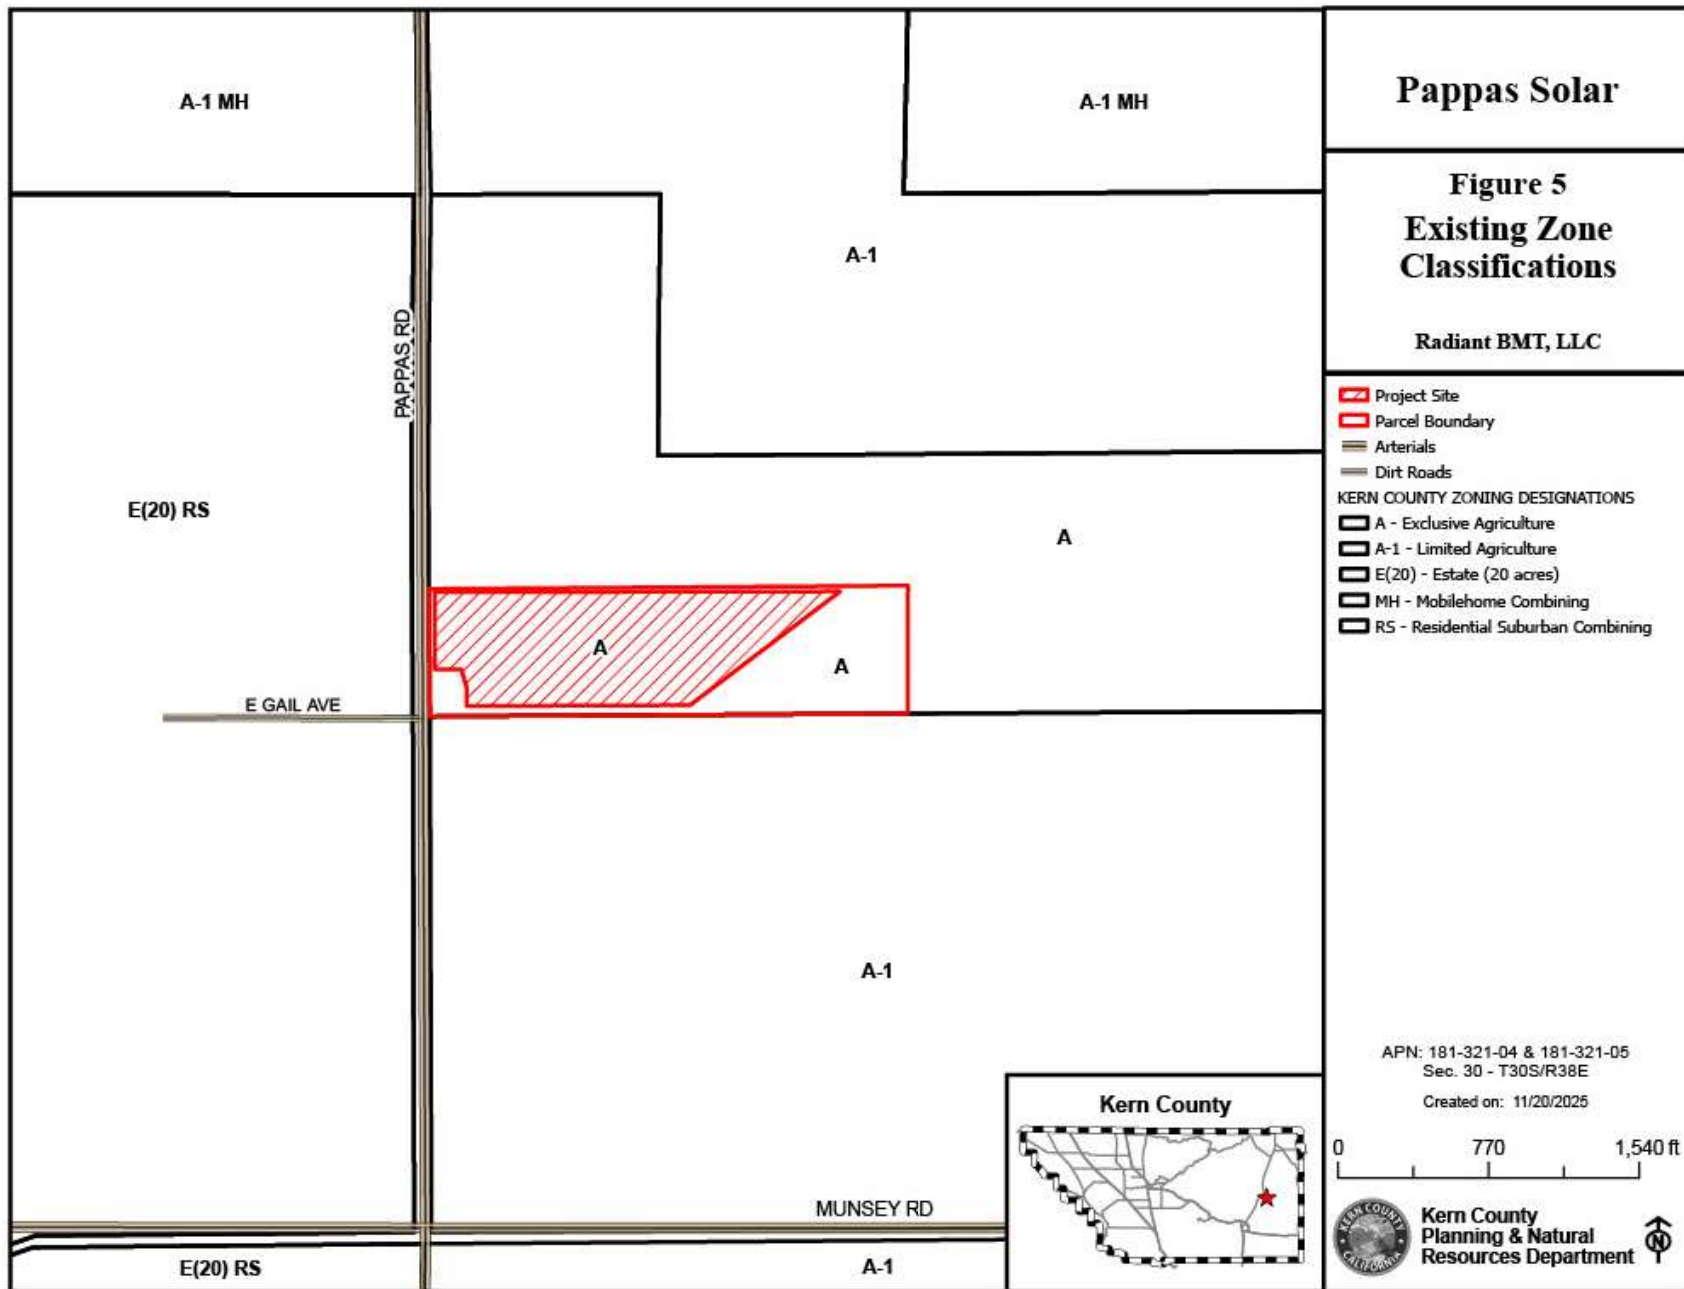 A-1 MH
A-1 MH
A-1
PAPPAS RD
E(20) RS
A
A
A
E GAIL AVE
A-1
MUNSEY RD
E(20) RS
A-1
Kern County
Pappas Solar
Figure 5
Existing Zone
Classifications
Radiant BMT, LLC
Project Site
Parcel Boundary
Arterials
Dirt Roads
KERN COUNTY ZONING DESIGNATIONS
A - Exclusive Agriculture
A-1 - Limited Agriculture
E(20) - Estate (20 acres)
MH - Mobilehome Combining
RS - Residential Suburban Combining
APN: 181-321-04 & 181-321-05
Sec. 30 - T30S/R38E
Created on: 11/20/2025
0 770 1,540 ft
KERN COUNTY
CALIFORNIA
Kern County
Planning & Natural
Resources Department
N